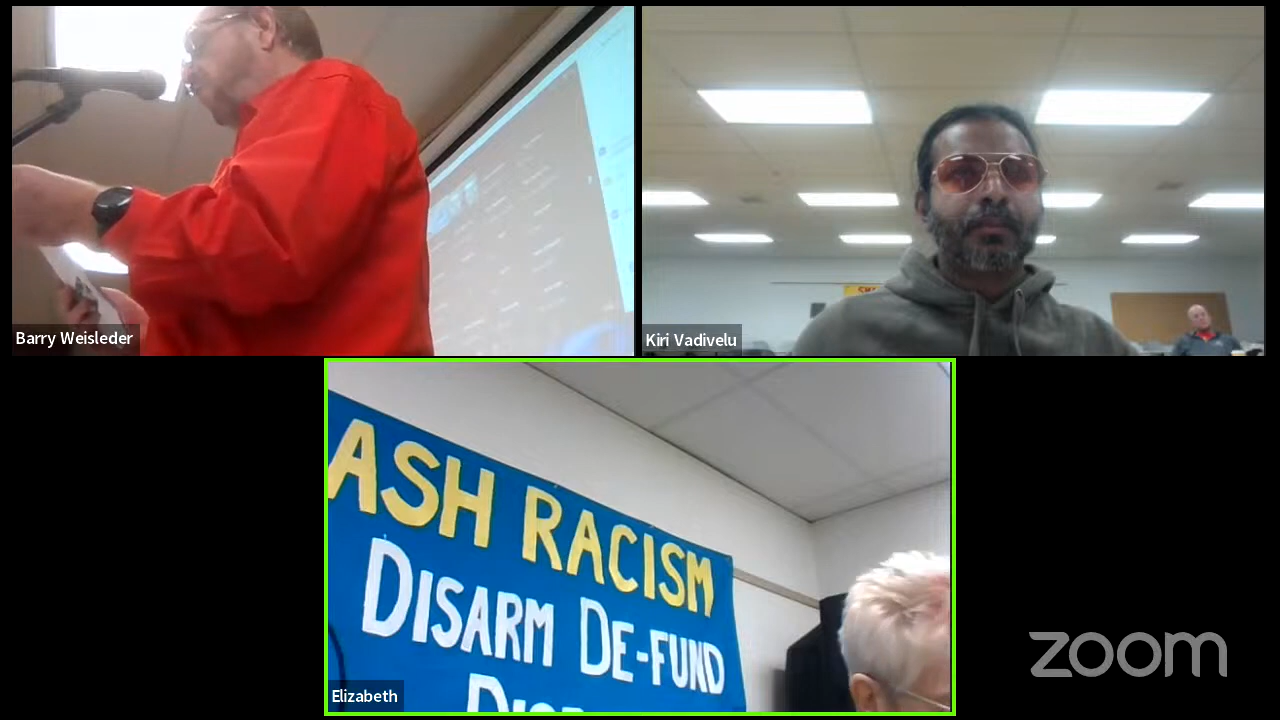 Barry Weisleder
Kiri Vadivelu
ASH RACISM
DISARM DE-FUND
Elizabeth
zoom